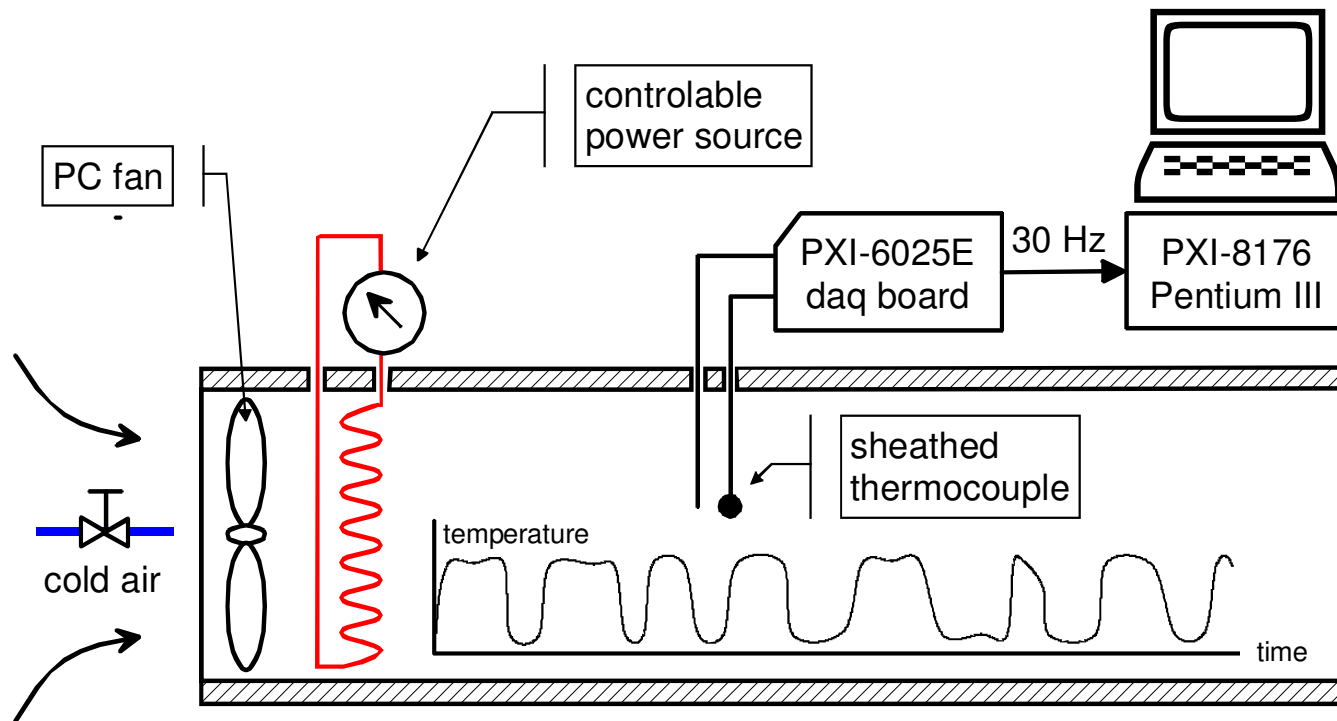 controlable
power source
PC fan
PXI-6025E
daq board
30 Hz
PXI-8176
Pentium III
sheathed
thermocouple
temperature
cold air
time